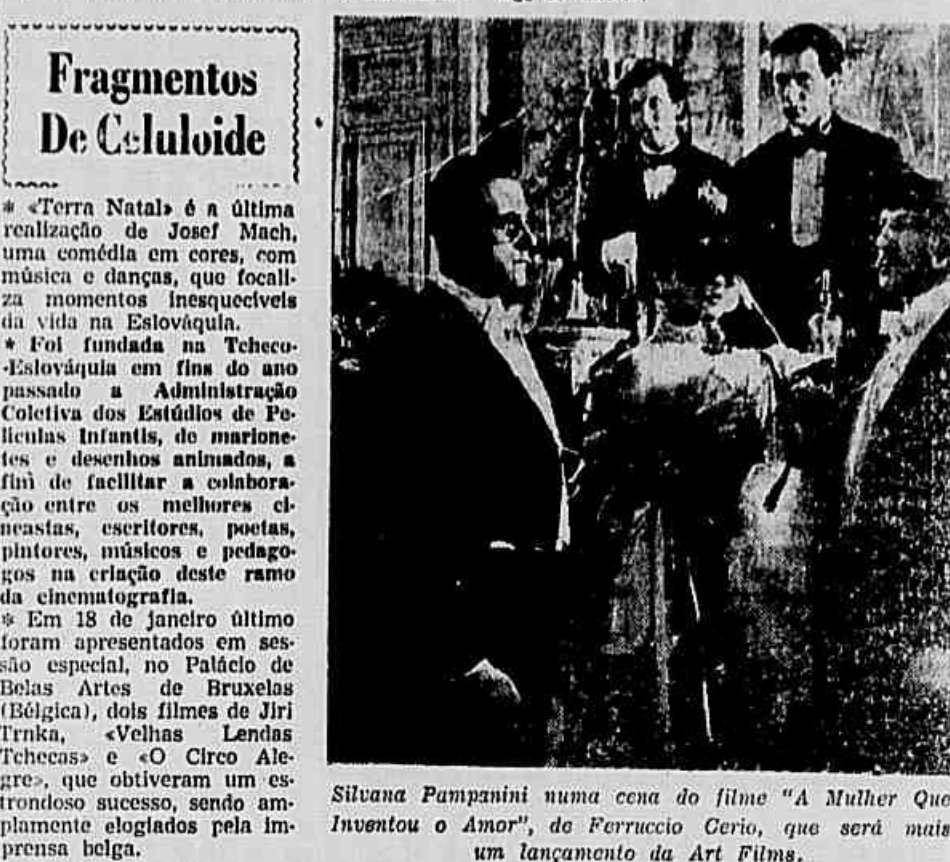 Fragmentos
De Celuloide
* «Terra Natal» é a última
realização de Josef Mach,
uma comédia em cores, com
música e danças, que focali-
za momentos inesquecíveis
da vida na Eslováquia.
* Foi fundada na Tcheco-
-Eslováquia em fins do ano
passado a Administração
Coletiva dos Estúdios de Pe-
lículas Infantis, de marione-
tes e desenhos animados, a
fim de facilitar a colabora-
ção entre os melhores ci-
neastas, escritores, poetas,
pintores, músicos e pedago-
gos na criação deste ramo
da cinematografia.
* Em 18 de janeiro último
foram apresentados em ses-
são especial, no Palácio de
Belas Artes de Bruxelas
(Bélgica), dois filmes de Jiri
Trnka, «Velhas Lendas
Tchecas» e «O Circo Ale-
gre», que obtiveram um es-
trondoso sucesso, sendo am-
plamente elogiados pela im-
prensa belga.
Silvana Pampanini numa cena do filme "A Mulher Que
Inventou o Amor", de Ferruccio Cerio, que será mais
um lançamento da Art Films.